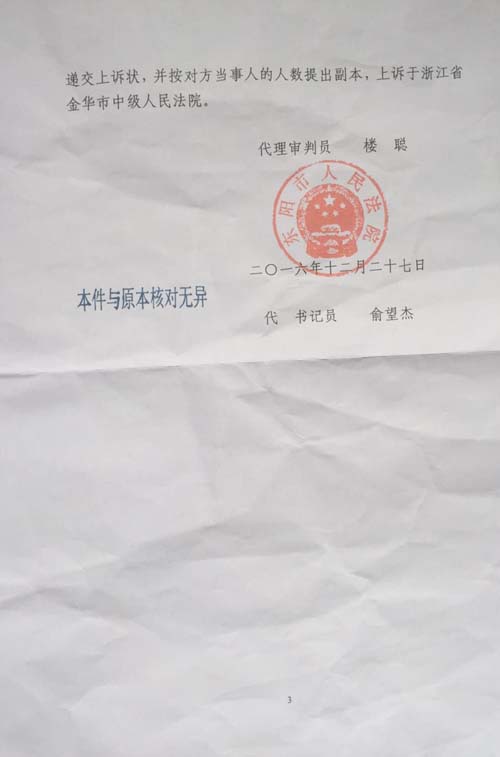 递交上诉状，并按对方当事人的人数提出副本，上诉于浙江省
金华市中级人民法院。
代理审判员 楼 聪
东阳市人民法院
二〇一六年十二月二十七日
本件与原本核对无异
代 书记员 俞望杰
3